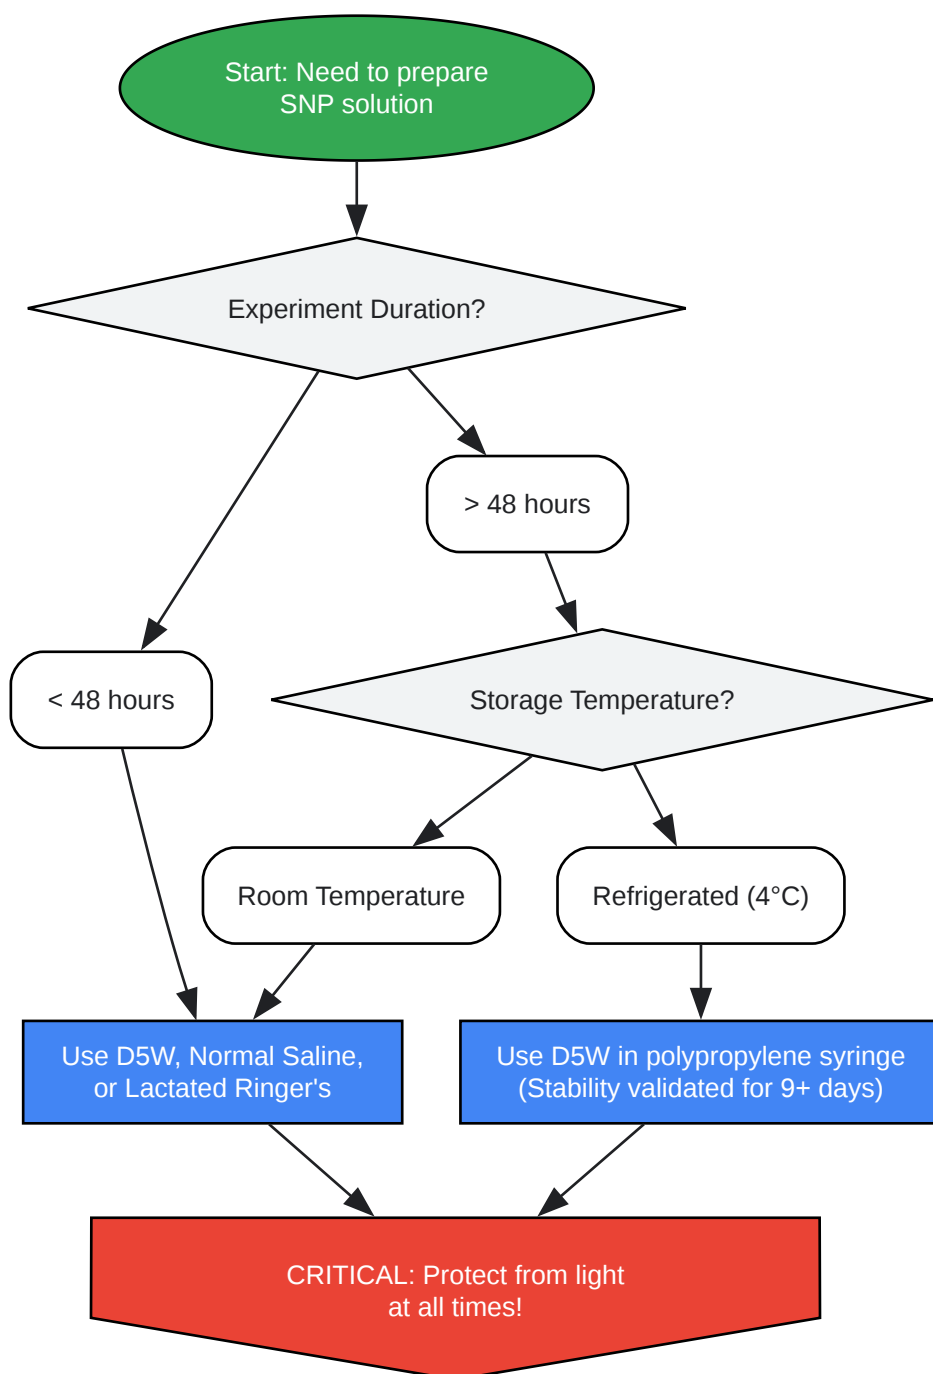 Start: Need to prepare
SNP solution
Experiment Duration?
> 48 hours
< 48 hours
Storage Temperature?
Room Temperature
Refrigerated (4°C)
Use D5W, Normal Saline,
or Lactated Ringer's
Use D5W in polypropylene syringe
(Stability validated for 9+ days)
CRITICAL: Protect from light
at all times!